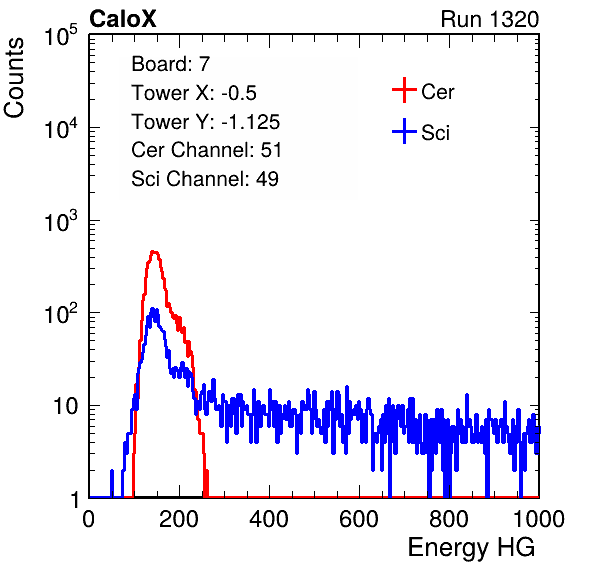 CaloX Run 1320
Board: 7
Tower X: -0.5
Tower Y: -1.125
Cer Channel: 51
Sci Channel: 49
Cer
Sci
Counts
10^5
10^4
10^3
10^2
10
1
0 200 400 600 800 1000
Energy HG